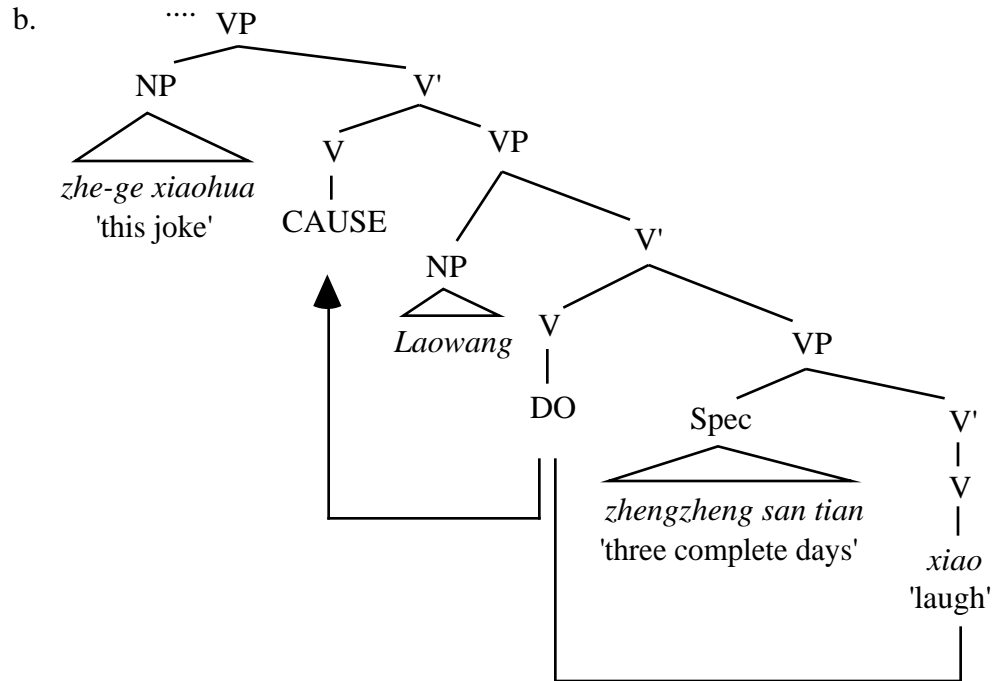 b. .... VP
NP V'
V VP
zhe-ge xiaohua
'this joke'
CAUSE
NP V'
Laowang
V VP
DO
Spec V'
zhengzheng san tian
'three complete days'
V
xiao
'laugh'